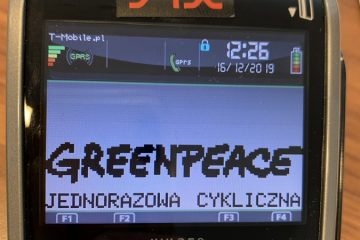 T-Mobile.pl
GPRS GPrs 12:26
16/12/2019
GREENPEACE
JEDNORAZOWA CYKLICZNA
F1 F2 F3 F4